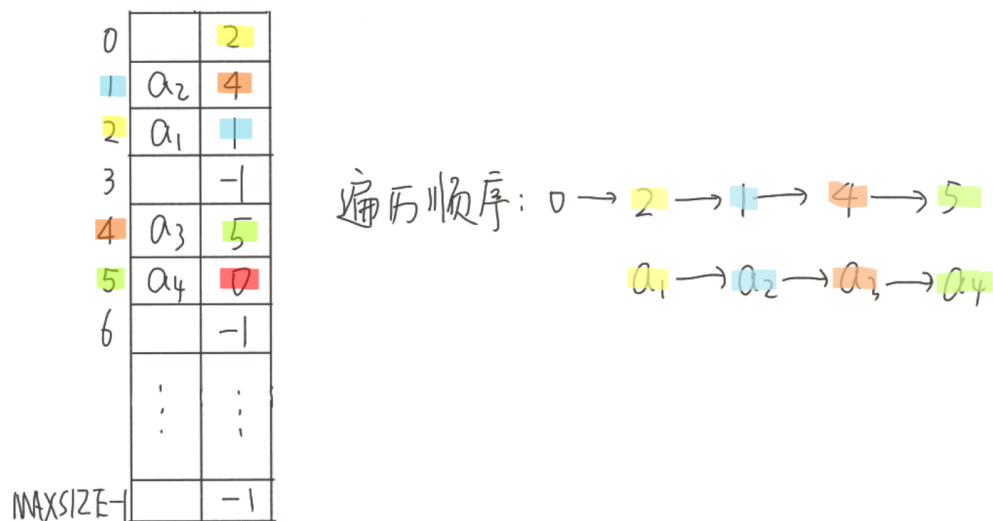 0 2
1 a₂ 4
2 a₁ 1
3 -1
4 a₃ 5
5 a₄ 0
6 -1
⋮ ⋮
MAXSIZE-1 -1
遍历顺序: 0 → 2 → 1 → 4 → 5
a₁ → a₂ → a₃ → a₄